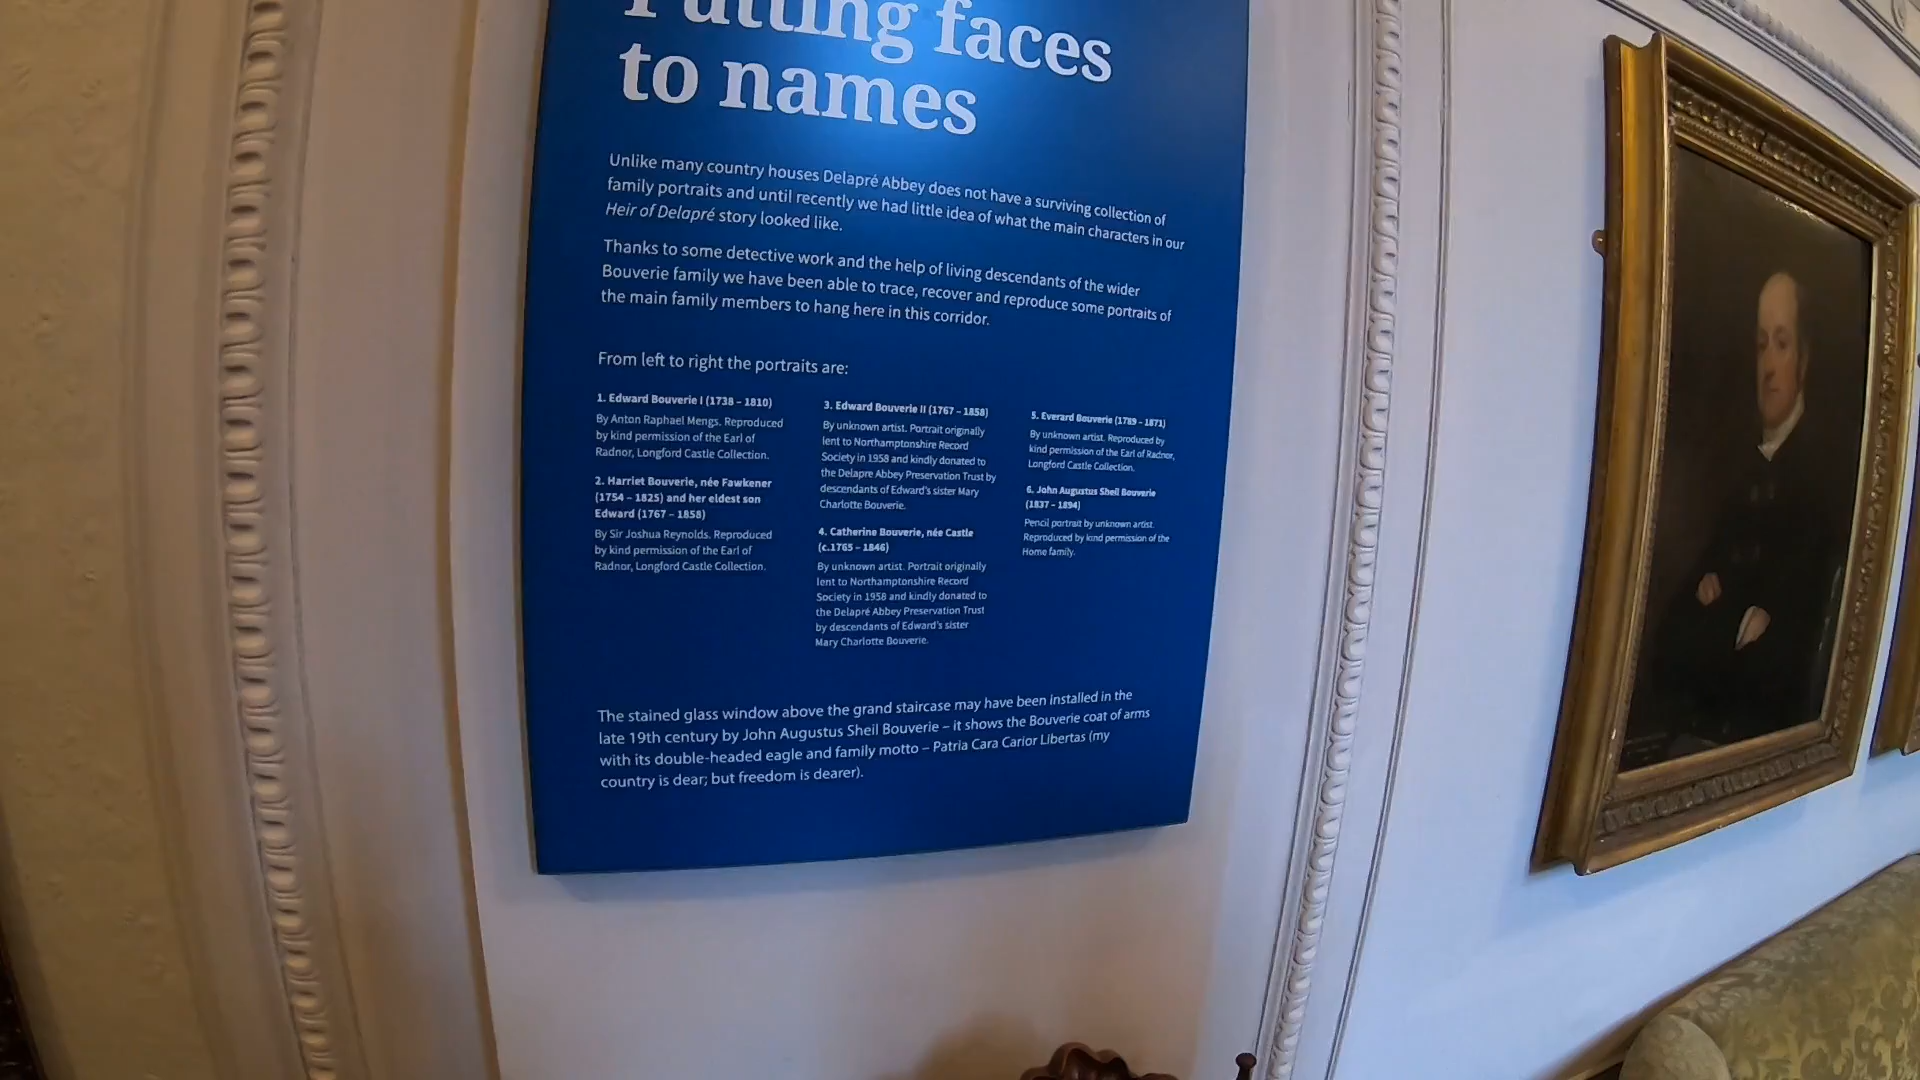 Putting faces
to names
Unlike many country houses Delapré Abbey does not have a surviving collection of
family portraits and until recently we had little idea of what the main characters in our
Heir of Delapré story looked like.
Thanks to some detective work and the help of living descendants of the wider
Bouverie family we have been able to trace, recover and reproduce some portraits of
the main family members to hang here in this corridor.
From left to right the portraits are:
1. Edward Bouverie I (1738 – 1810)
By Anton Raphael Mengs. Reproduced
by kind permission of the Earl of
Radnor, Longford Castle Collection.
2. Harriet Bouverie, née Fawkener
(1754 – 1825) and her eldest son
Edward (1767 – 1858)
By Sir Joshua Reynolds. Reproduced
by kind permission of the Earl of
Radnor, Longford Castle Collection.
3. Edward Bouverie II (1767 – 1858)
By unknown artist. Portrait originally
lent to Northamptonshire Record
Society in 1958 and kindly donated to
the Delapre Abbey Preservation Trust by
descendants of Edward's sister Mary
Charlotte Bouverie.
4. Catherine Bouverie, née Castle
(c.1765 – 1846)
By unknown artist. Portrait originally
lent to Northamptonshire Record
Society in 1958 and kindly donated to
the Delapré Abbey Preservation Trust
by descendants of Edward's sister
Mary Charlotte Bouverie.
5. Everard Bouverie (1789 – 1871)
By unknown artist. Reproduced by
kind permission of the Earl of Radnor,
Longford Castle Collection.
6. John Augustus Sheil Bouverie
(1837 – 1894)
Pencil portrait by unknown artist.
Reproduced by kind permission of the
Home family.
The stained glass window above the grand staircase may have been installed in the
late 19th century by John Augustus Sheil Bouverie – it shows the Bouverie coat of arms
with its double-headed eagle and family motto – Patria Cara Carior Libertas (my
country is dear; but freedom is dearer).